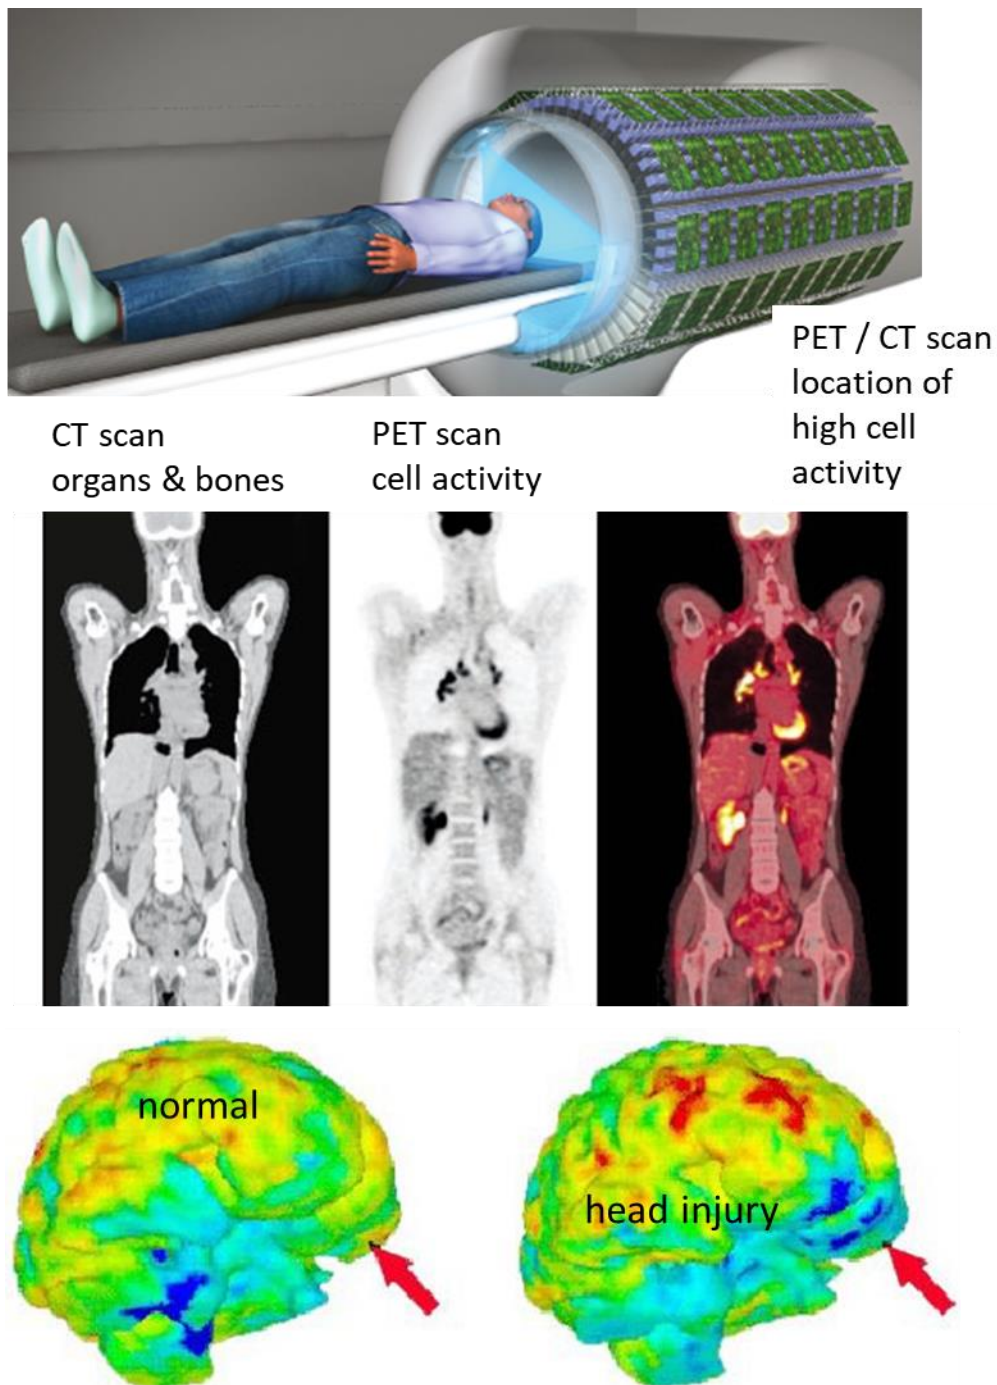 PET / CT scan
location of
high cell
activity
CT scan
organs & bones
PET scan
cell activity
normal
head injury